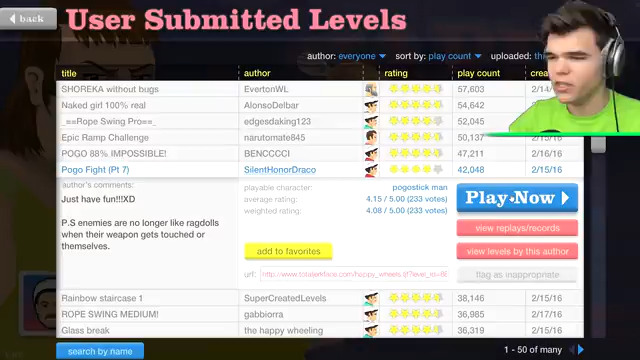 back
User Submitted Levels
author: everyone sort by: play count uploaded:
title author rating play count
SHOREKA without bugs EvertonWL 57,603 2/14/
Naked girl 100% real AlonsoDelbar 54,642
_==Rope Swing Pro==_ edgesdaking123 52,045
Epic Ramp Challenge narutomate845 50,137
POGO 88% IMPOSSIBLE! BENCCCCI 47,211 2/16/16
Pogo Fight (Pt 7) SilentHonorDraco 42,048 2/15/16
author's comments:
Just have fun!!!XD
P.S enemies are no longer like ragdolls
when their weapon gets touched or
themselves.
playable character: pogostick man
average rating: 4.15 / 5.00 (233 votes)
weighted rating: 4.08 / 5.00 (233 votes)
Play Now
view replays/records
add to favorites
view levels by this author
url: http://www.totaljerkface.com/happy_wheels.tjf?level_id=
flag as inappropriate
Rainbow staircase 1 SuperCreatedLevels 38,146 2/15/16
ROPE SWING MEDIUM! gabbiorra 36,985 2/17/16
Glass break the happy wheeling 36,319 2/15/16
search by name
1 - 50 of many